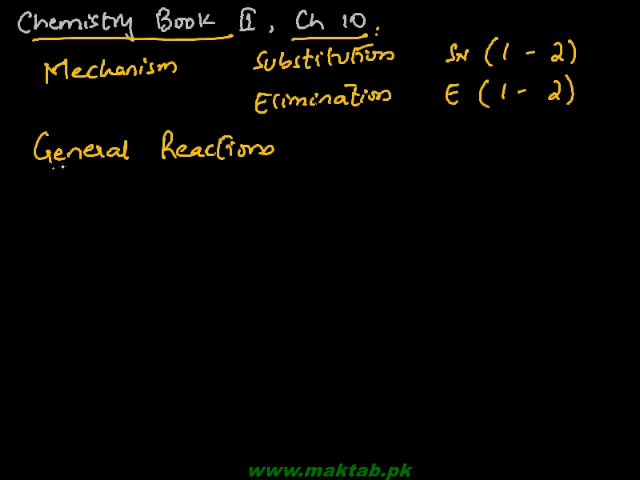 Chemistry Book II, Ch 10:
Mechanism Substitution SN (1 - 2)
Elimination E (1 - 2)
General Reactions
www.maktab.pk